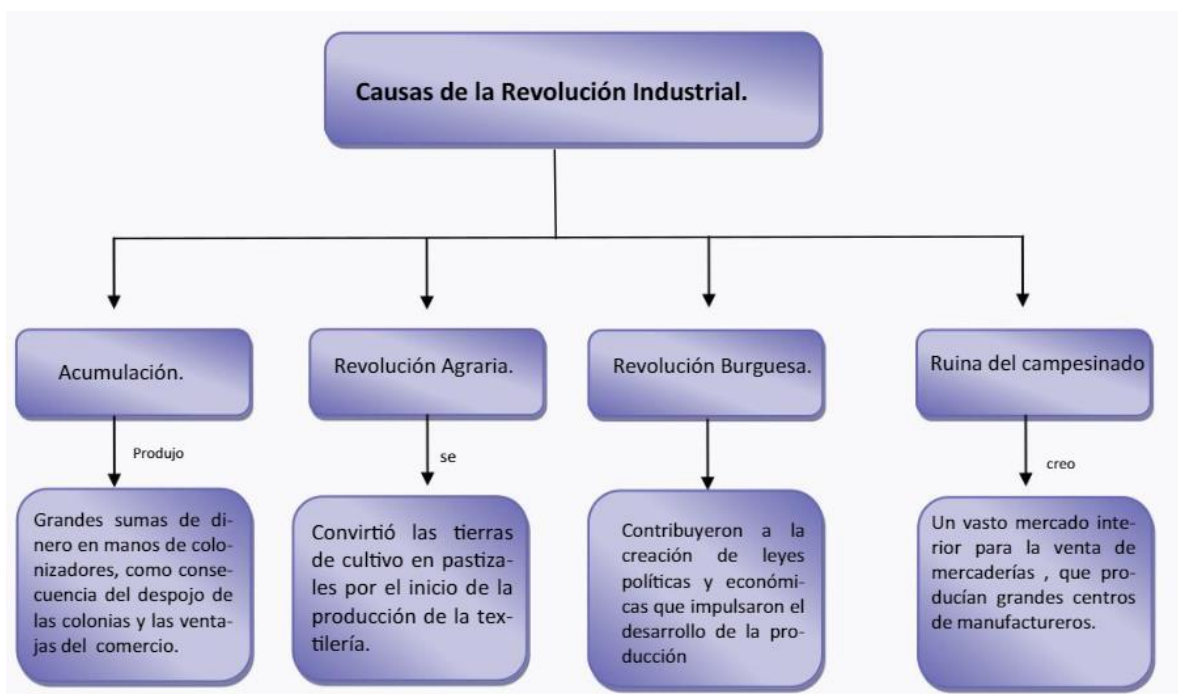 Causas de la Revolución Industrial.
Acumulación.
Revolución Agraria.
Revolución Burguesa.
Ruina del campesinado
Produjo
se
creo
Grandes sumas de di-
nero en manos de colo-
nizadores, como conse-
cuencia del despojo de
las colonias y las venta-
jas del comercio.
Convirtió las tierras
de cultivo en pastiza-
les por el inicio de la
producción de la tex-
tilería.
Contribuyeron a la
creación de leyes
políticas y económi-
cas que impulsaron el
desarrollo de la pro-
ducción
Un vasto mercado inte-
rior para la venta de
mercaderías , que pro-
ducían grandes centros
de manufactureros.